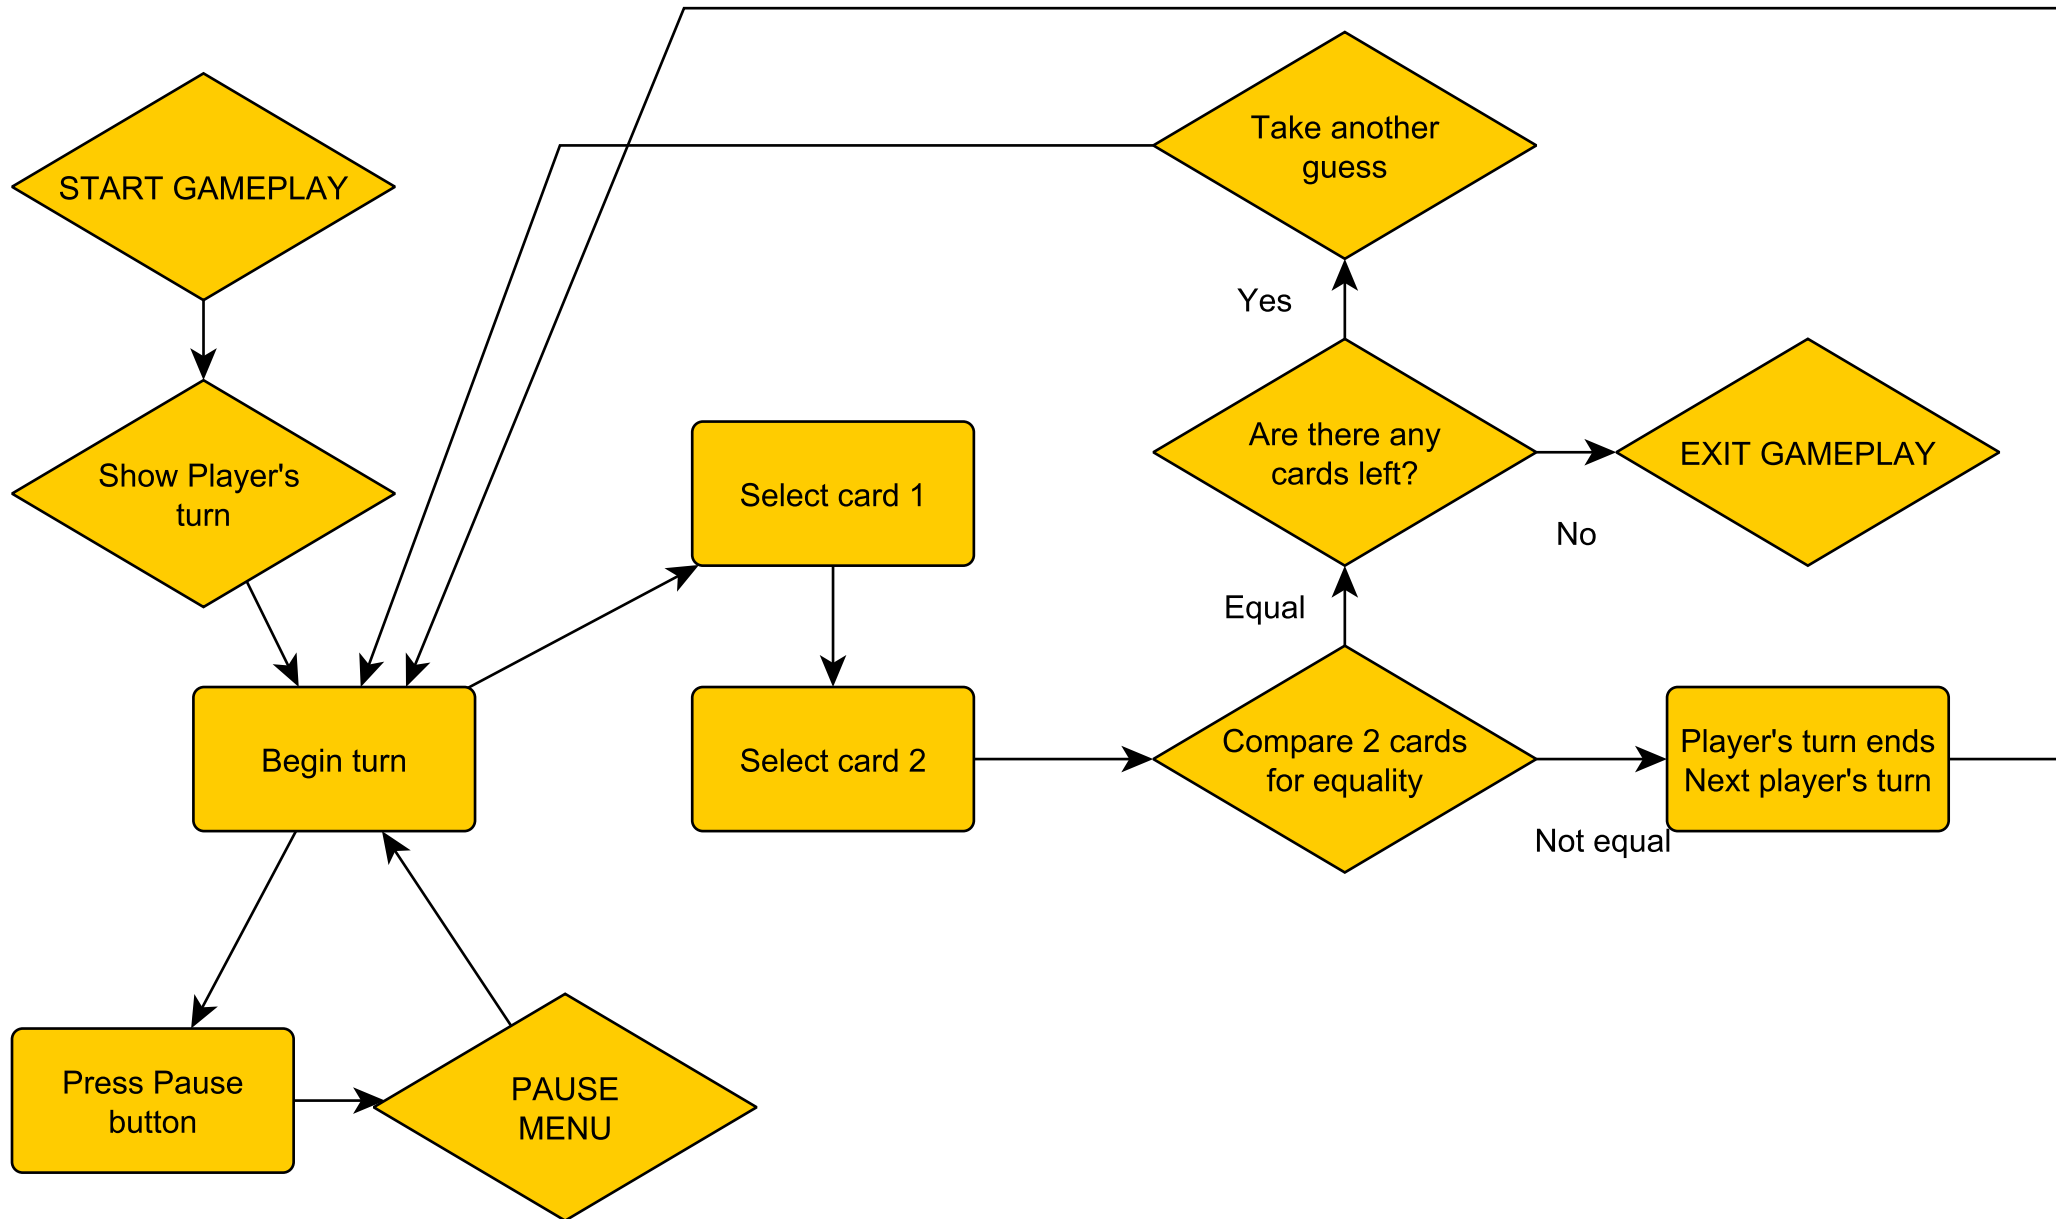 START GAMEPLAY
Show Player's
turn
Begin turn
Press Pause
button
PAUSE
MENU
Select card 1
Select card 2
Compare 2 cards
for equality
Equal
Not equal
Player's turn ends
Next player's turn
Are there any
cards left?
Yes
No
Take another
guess
EXIT GAMEPLAY